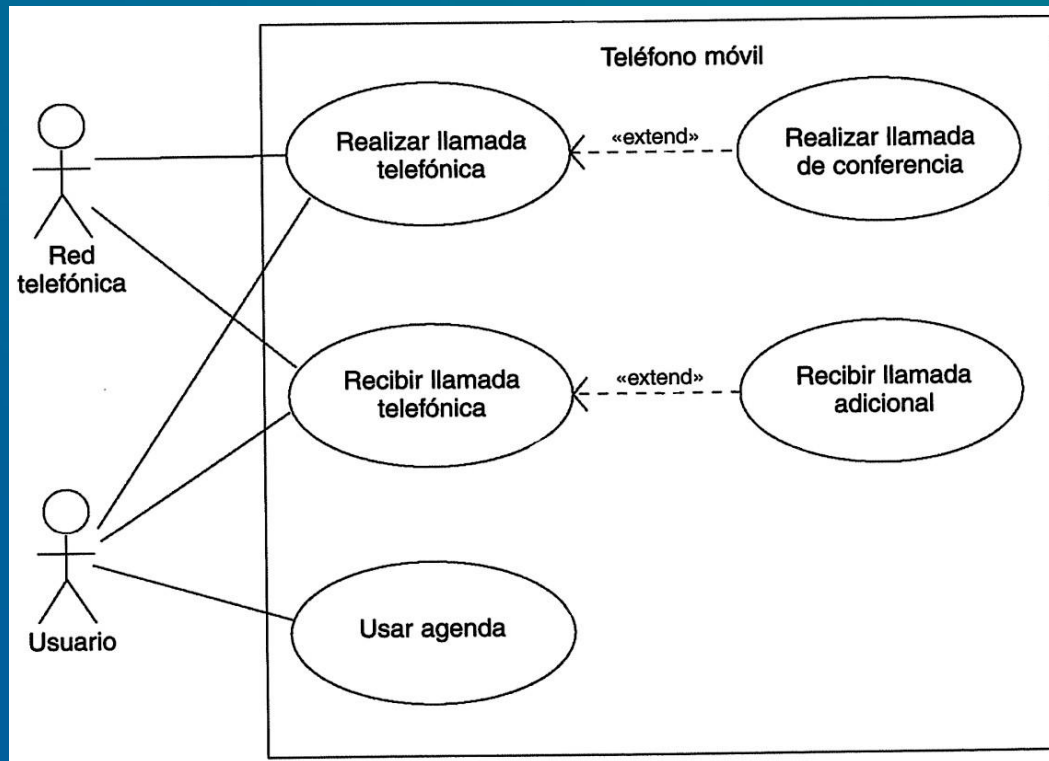 Teléfono móvil
Realizar llamada
telefónica
«extend»
Realizar llamada
de conferencia
Red
telefónica
Recibir llamada
telefónica
«extend»
Recibir llamada
adicional
Usuario
Usar agenda